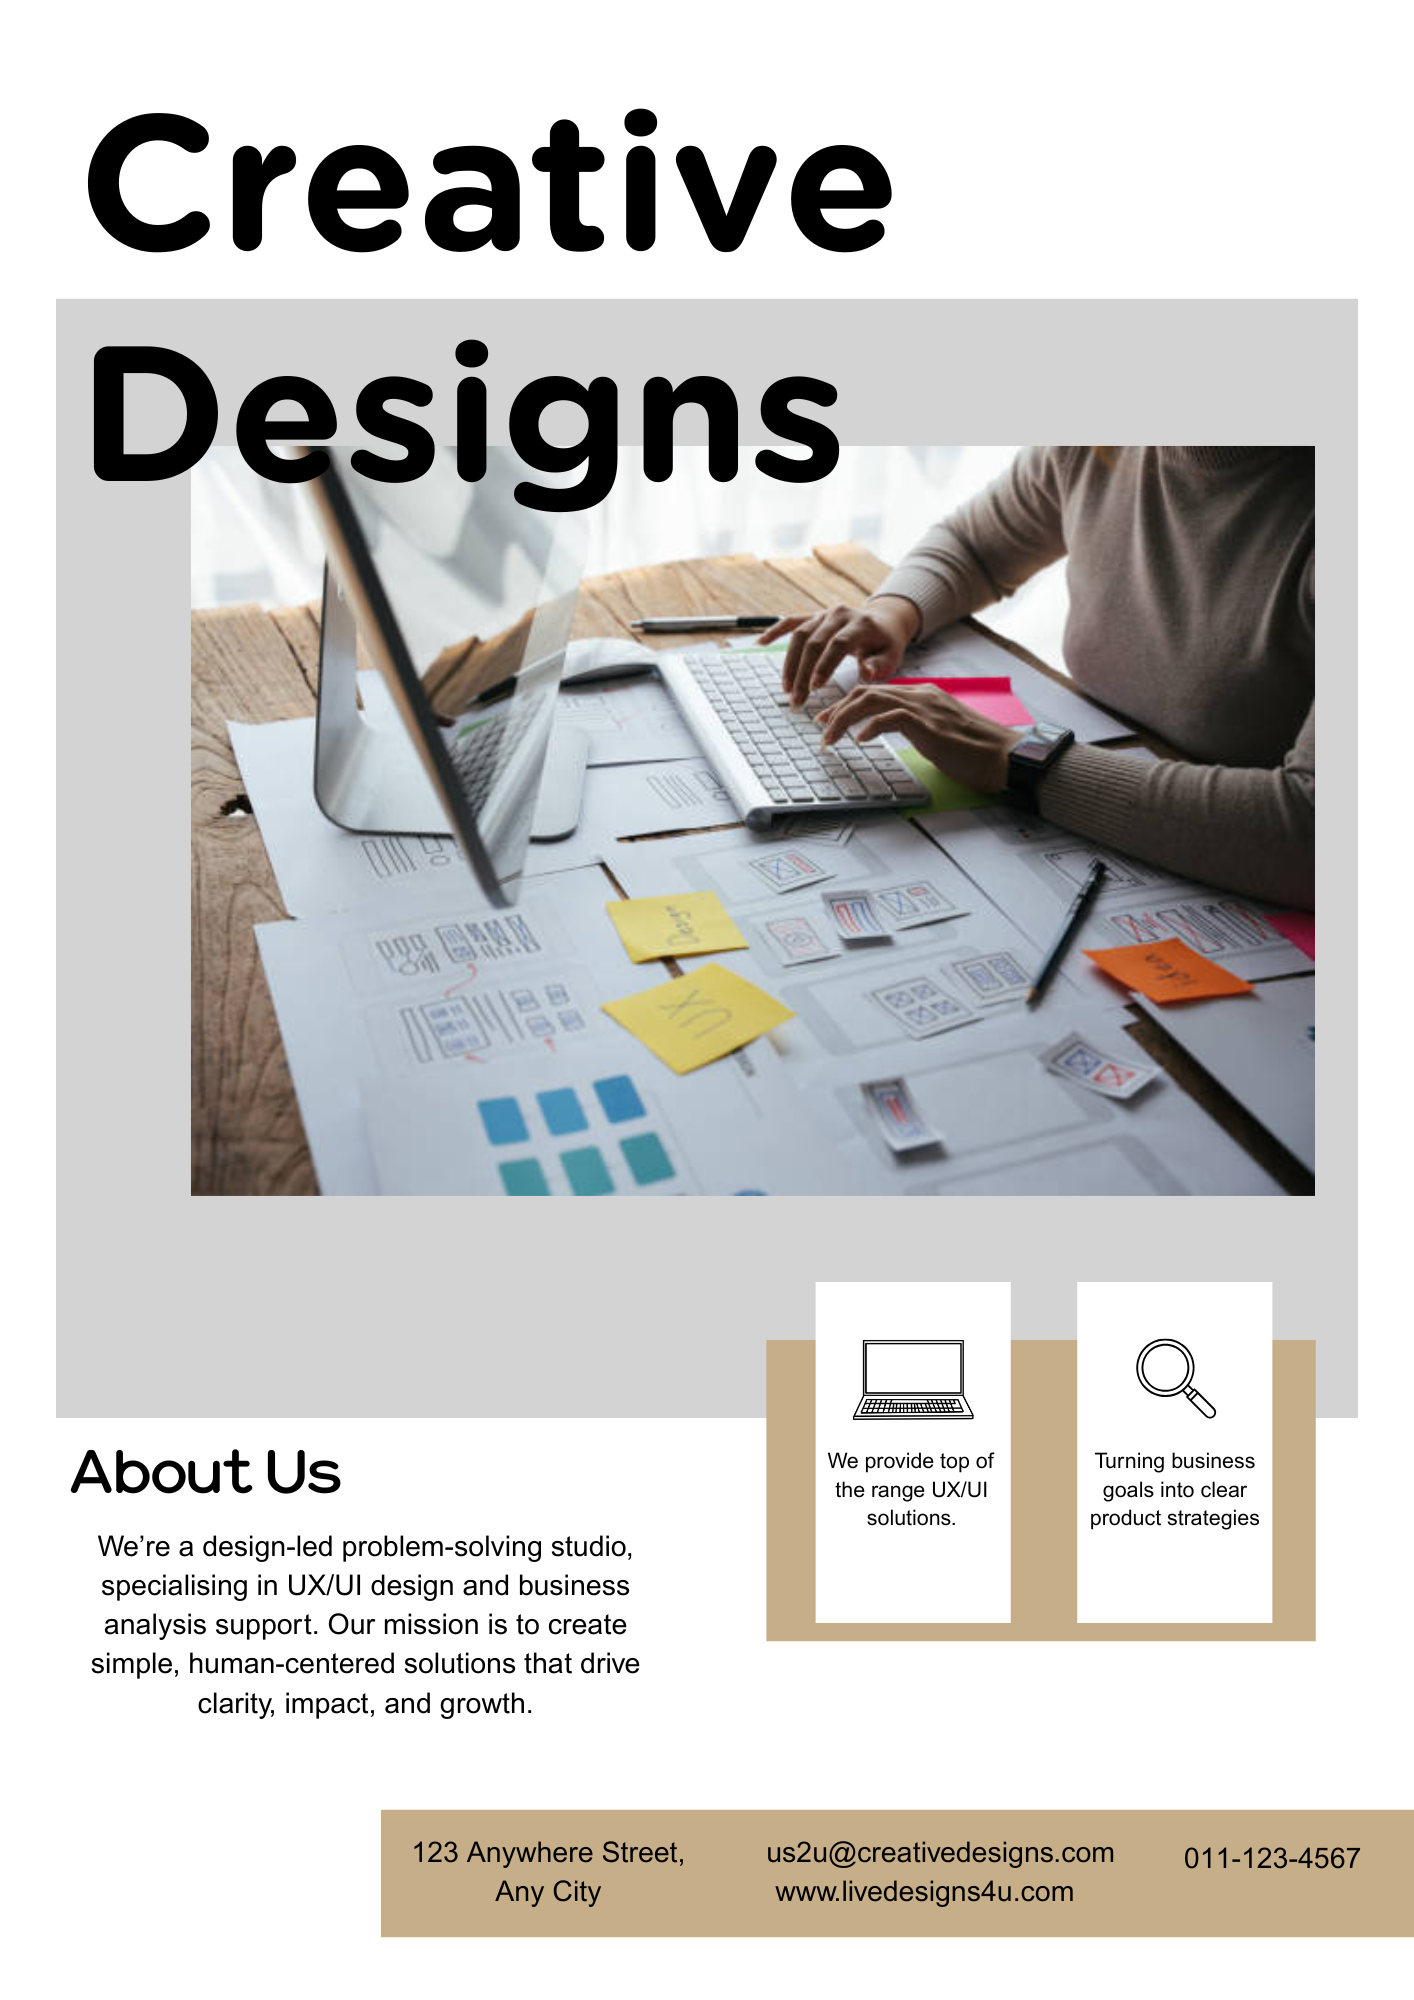 Creative
Designs
Design
UX
Idea
About Us
We’re a design-led problem-solving studio,
specialising in UX/UI design and business
analysis support. Our mission is to create
simple, human-centered solutions that drive
clarity, impact, and growth.
We provide top of
the range UX/UI
solutions.
Turning business
goals into clear
product strategies
123 Anywhere Street,
Any City
us2u@creativedesigns.com
www.livedesigns4u.com
011-123-4567